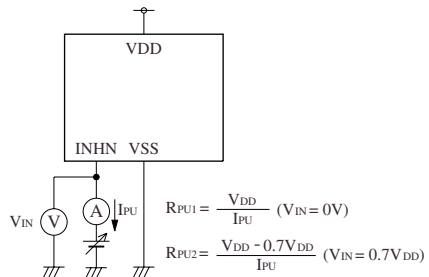 VDD
INHN VSS
VIN V A IPU
RPU1 = VDD / IPU (VIN = 0V)
RPU2 = VDD - 0.7VDD / IPU (VIN = 0.7VDD)